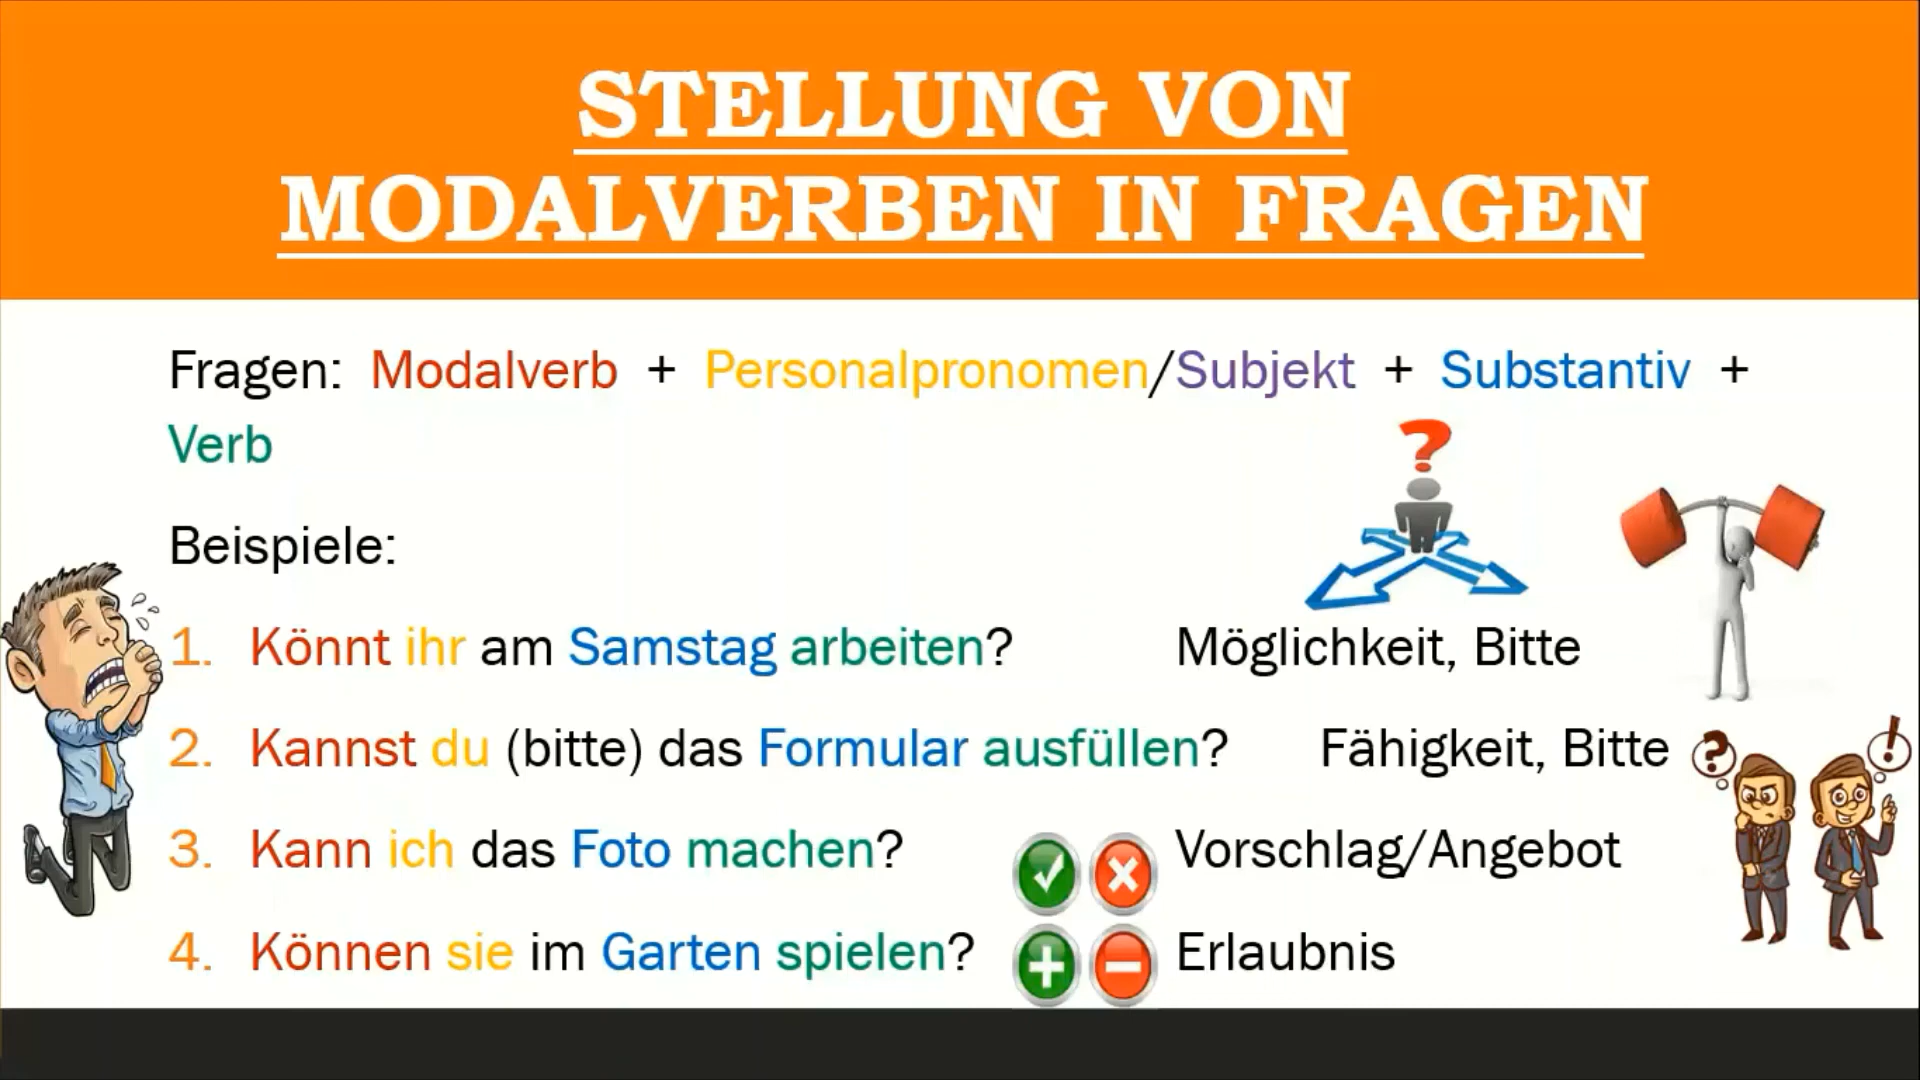 STELLUNG VON
MODALVERBEN IN FRAGEN
Fragen: Modalverb + Personalpronomen/Subjekt + Substantiv +
Verb
Beispiele:
1. Könnt ihr am Samstag arbeiten? Möglichkeit, Bitte
2. Kannst du (bitte) das Formular ausfüllen? Fähigkeit, Bitte
3. Kann ich das Foto machen? Vorschlag/Angebot
4. Können sie im Garten spielen? Erlaubnis